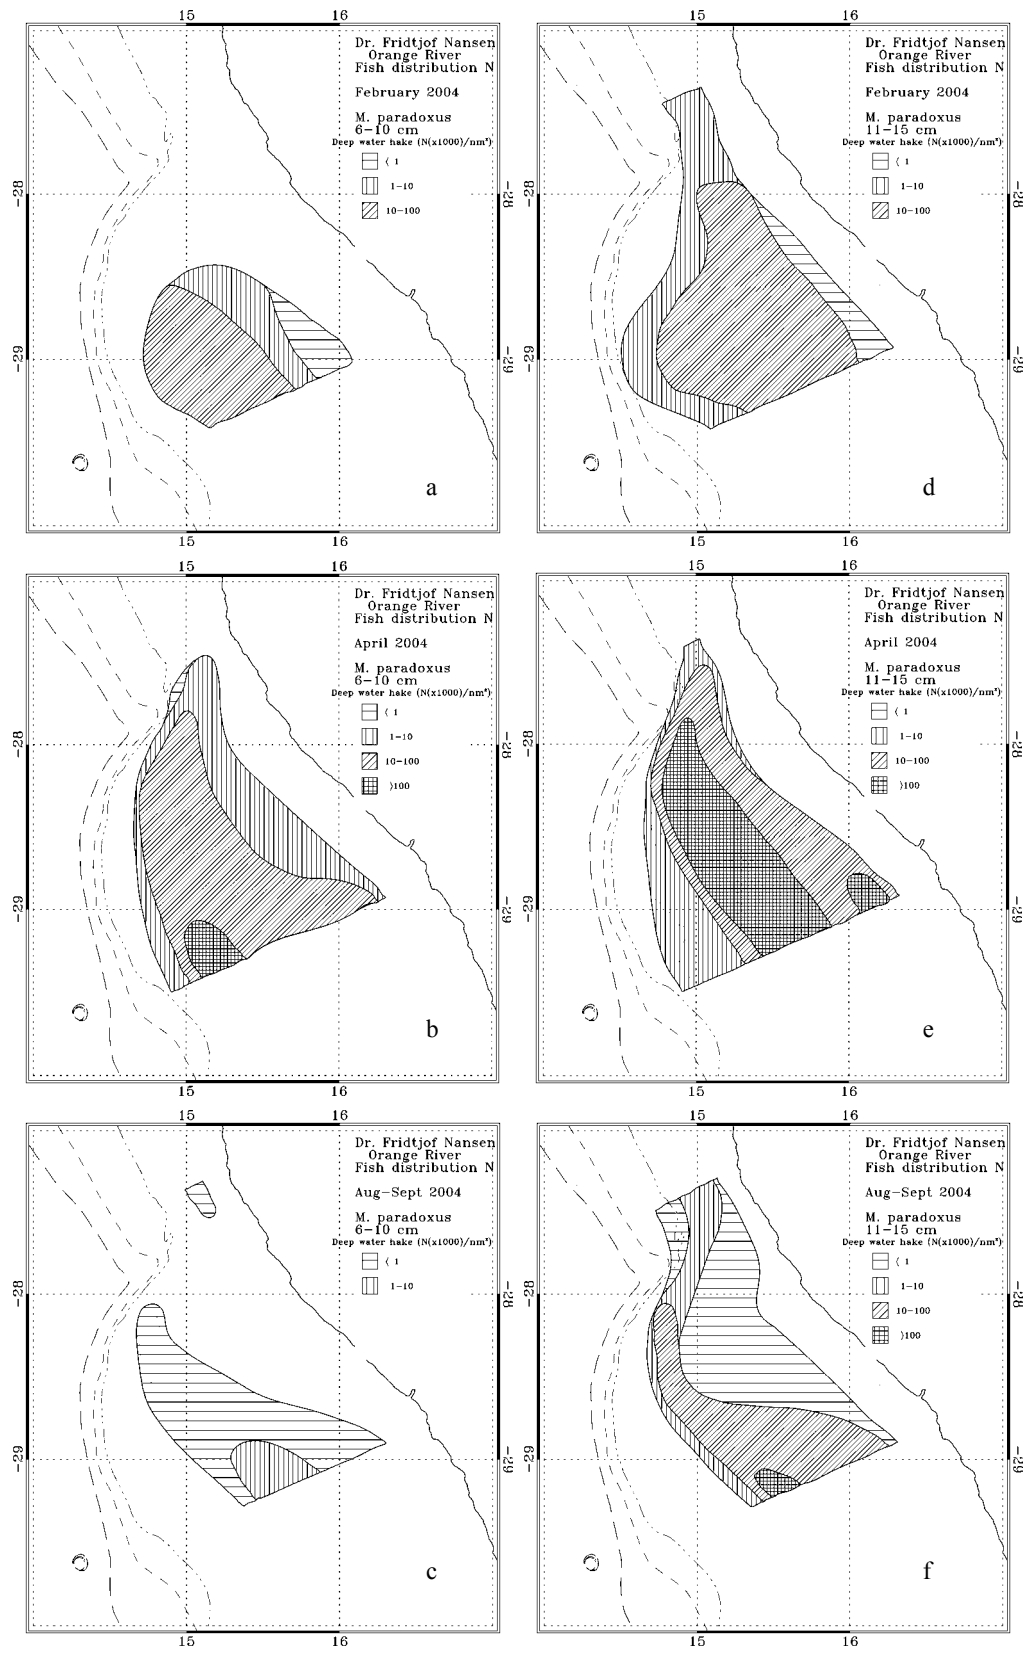 15
16
Dr. Fridtjof Nansen
Orange River
Fish distribution N
February 2004
M. paradoxus
6-10 cm
Deep water hake (N(x1000)/nm²)
< 1
1-10
10-100
-28
-28
-29
-29
a
15
16
15
16
Dr. Fridtjof Nansen
Orange River
Fish distribution N
February 2004
M. paradoxus
11-15 cm
Deep water hake (N(x1000)/nm²)
< 1
1-10
10-100
-28
-28
-29
-29
d
15
16
Dr. Fridtjof Nansen
Orange River
Fish distribution N
April 2004
M. paradoxus
6-10 cm
Deep water hake (N(x1000)/nm²)
< 1
1-10
10-100
>100
-28
-28
-29
-29
b
15
16
Dr. Fridtjof Nansen
Orange River
Fish distribution N
April 2004
M. paradoxus
11-15 cm
Deep water hake (N(x1000)/nm²)
< 1
1-10
10-100
>100
-28
-28
-29
-29
e
15
16
15
16
Dr. Fridtjof Nansen
Orange River
Fish distribution N
Aug-Sept 2004
M. paradoxus
6-10 cm
Deep water hake (N(x1000)/nm²)
< 1
1-10
-28
-28
-29
-29
c
15
16
Dr. Fridtjof Nansen
Orange River
Fish distribution N
Aug-Sept 2004
M. paradoxus
11-15 cm
Deep water hake (N(x1000)/nm²)
< 1
1-10
10-100
>100
-28
-28
-29
-29
f
15
16